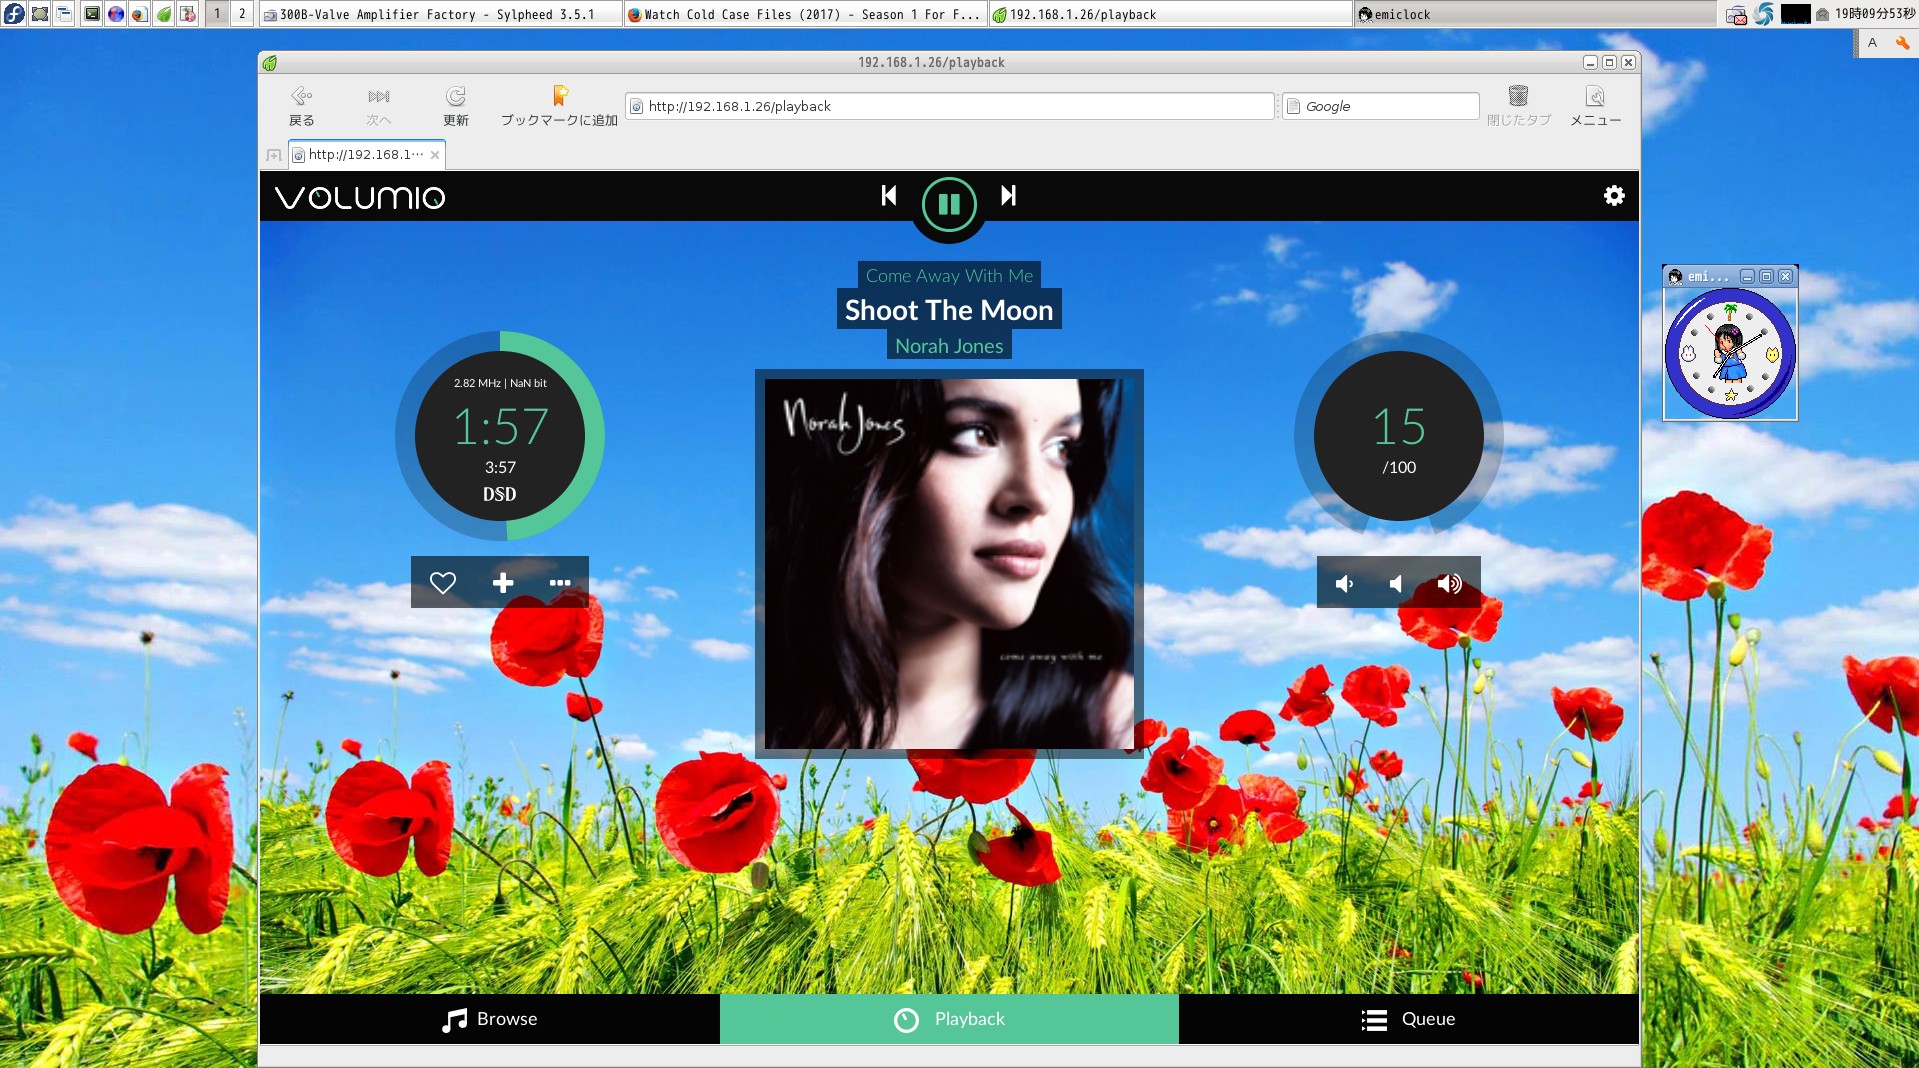 1
2
300B-Valve Amplifier Factory - Sylpheed 3.5.1
Watch Cold Case Files (2017) - Season 1 For F...
192.168.1.26/playback
emiclock
19時09分53秒
A
192.168.1.26/playback
戻る
次へ
更新
ブックマークに追加
http://192.168.1.26/playback
Google
閉じたタブ
メニュー
http://192.168.1···
VOLUMIO
Come Away With Me
Shoot The Moon
Norah Jones
2.82 MHz | NaN bit
1:57
3:57
DSD
Norah Jones
come away with me
15
/100
emi...
Browse
Playback
Queue